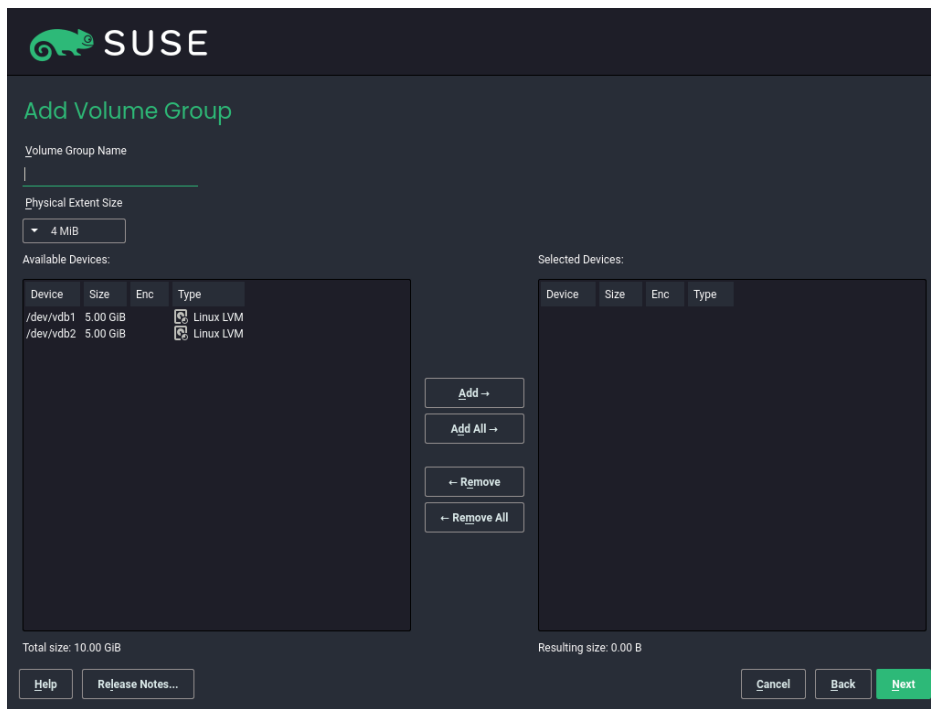 SUSE
Add Volume Group
Volume Group Name
Physical Extent Size
4 MiB
Available Devices:
Device Size Enc Type
/dev/vdb1 5.00 GiB Linux LVM
/dev/vdb2 5.00 GiB Linux LVM
Total size: 10.00 GiB
Add →
Add All →
← Remove
← Remove All
Selected Devices:
Device Size Enc Type
Resulting size: 0.00 B
Help Release Notes... Cancel Back Next